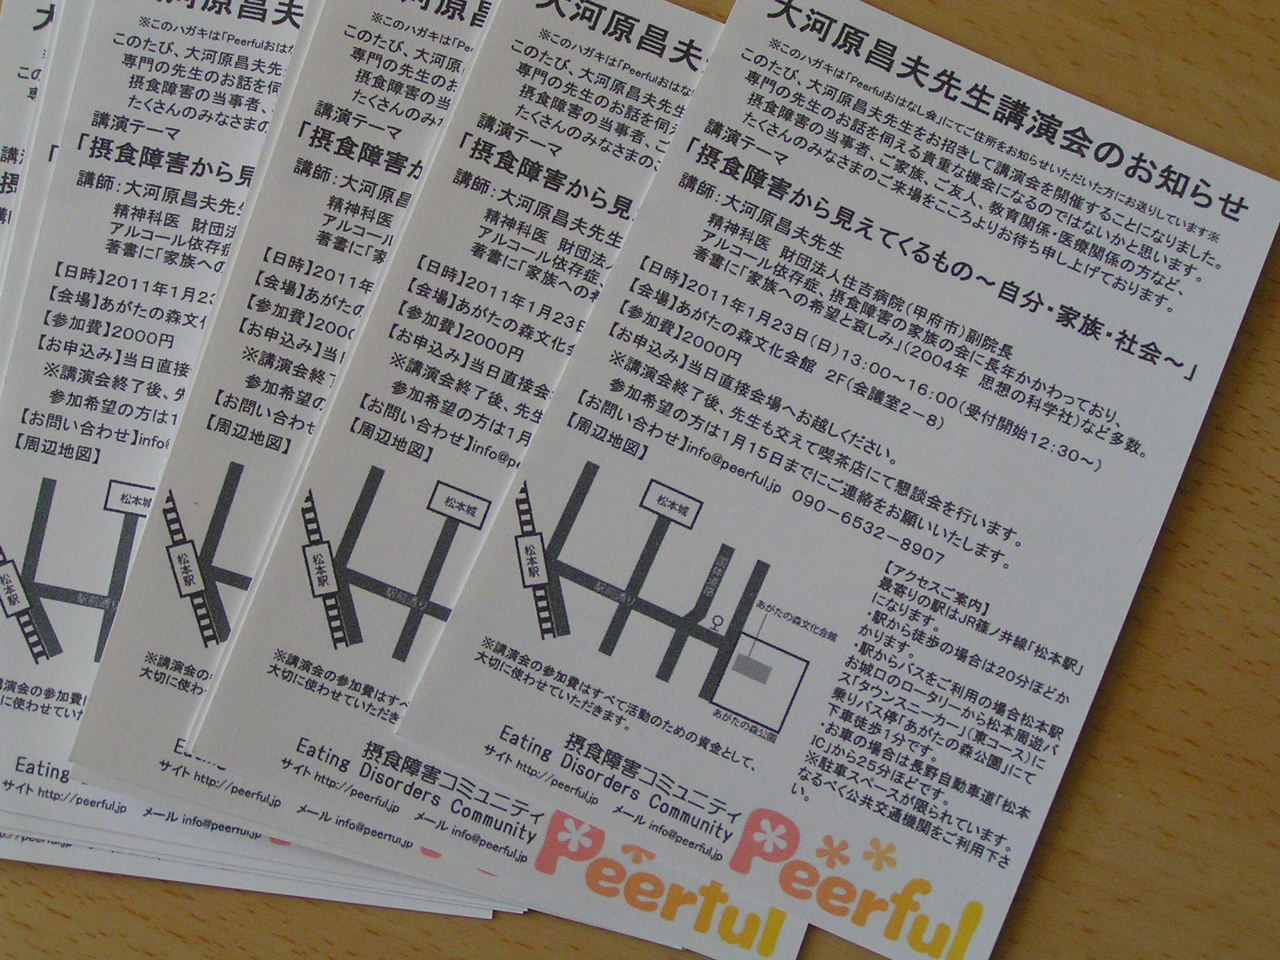 大河原昌夫先生講演会のお知らせ
※このハガキは「Peerfulおはなし会」にてご住所をお知らせいただいた方にお送りしています※
このたび、大河原昌夫先生をお招きして講演会を開催することになりました。
専門の先生のお話を伺える貴重な機会になるのではないかと思います。
摂食障害の当事者、ご家族、ご友人、教育関係・医療関係の方など、
たくさんのみなさまのご来場をこころよりお待ち申し上げております。
講演テーマ
「摂食障害から見えてくるもの～自分・家族・社会～」
講師：大河原昌夫先生
精神科医 財団法人住吉病院(甲府市)副院長
アルコール依存症、摂食障害の家族の会に長年かかわっており、
著書に「家族への希望と哀しみ」(2004年 思想の科学社)など多数。
【日時】2011年1月23日(日)13:00～16:00(受付開始12:30～)
【会場】あがたの森文化会館 2F(会議室2－8)
【参加費】2000円
【お申込み】当日直接会場へお越しください。
※講演会終了後、先生も交えて喫茶店にて懇談会を行います。
参加希望の方は1月15日までにご連絡をお願いいたします。
【お問い合わせ】info@peerful.jp 090－6532－8907
【周辺地図】
松本城
松本駅
駅前通り
あがたの森文化会館
あがたの森公園
【アクセスご案内】
最寄りの駅はJR篠ノ井線「松本駅」
になります。
・駅から徒歩の場合は20分ほどか
かります。
・駅からバスをご利用の場合松本駅
お城口のロータリーから松本周遊バ
ス「タウンスニーカー」(東コース)に
乗りバス停「あがたの森公園」にて
下車徒歩1分です。
・お車の場合は長野自動車道「松本
IC」から25分ほどです。
※駐車スペースが限られています。
なるべく公共交通機関をご利用下さ
い。
※講演会の参加費はすべて活動のための資金として、
大切に使わせていただきます。
摂食障害コミュニティ
Eating Disorders Community
サイト http://peerful.jp メール info@peerful.jp
Peerful